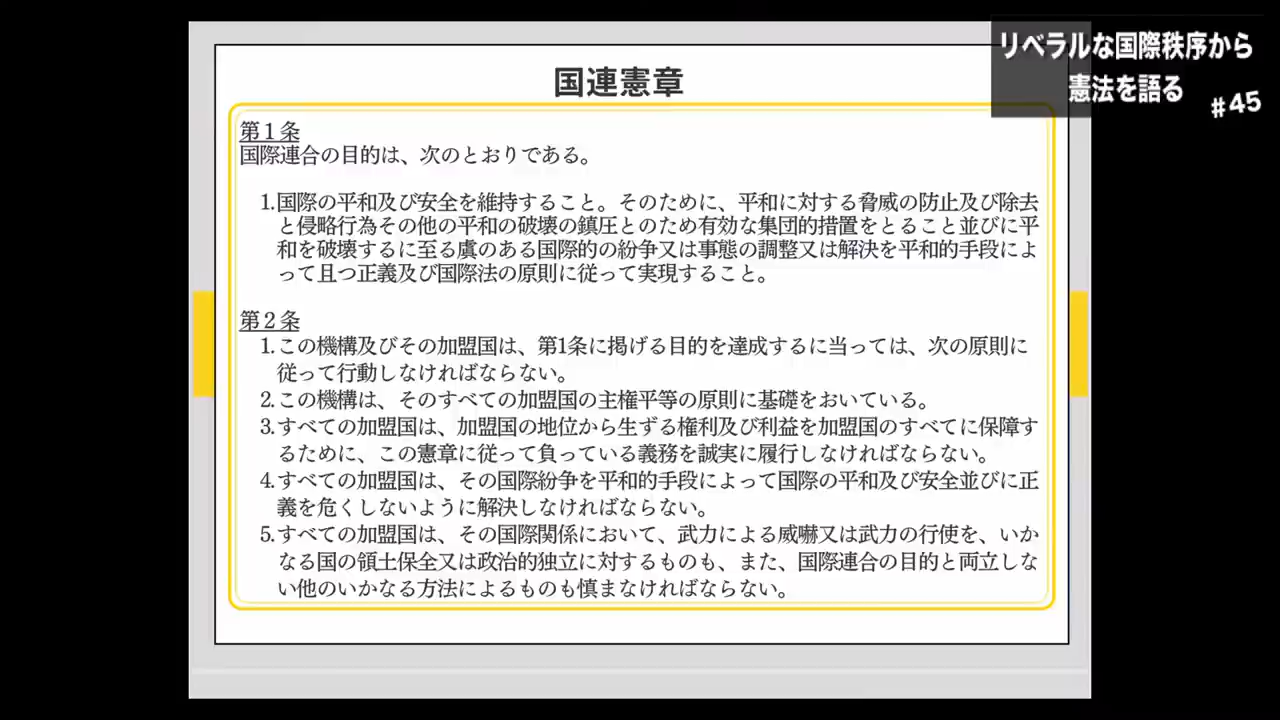 リベラルな国際秩序から
憲法を語る
#45
国連憲章
第1条
国際連合の目的は、次のとおりである。
1.国際の平和及び安全を維持すること。そのために、平和に対する脅威の防止及び除去
と侵略行為その他の平和の破壊の鎮圧とのため有効な集団的措置をとること並びに平
和を破壊するに至る虞のある国際的の紛争又は事態の調整又は解決を平和的手段によ
って且つ正義及び国際法の原則に従って実現すること。
第2条
1.この機構及びその加盟国は、第1条に掲げる目的を達成するに当っては、次の原則に
従って行動しなければならない。
2.この機構は、そのすべての加盟国の主権平等の原則に基礎をおいている。
3.すべての加盟国は、加盟国の地位から生ずる権利及び利益を加盟国のすべてに保障す
るために、この憲章に従って負っている義務を誠実に履行しなければならない。
4.すべての加盟国は、その国際紛争を平和的手段によって国際の平和及び安全並びに正
義を危くしないように解決しなければならない。
5.すべての加盟国は、その国際関係において、武力による威嚇又は武力の行使を、いか
なる国の領土保全又は政治的独立に対するものも、また、国際連合の目的と両立しな
い他のいかなる方法によるものも慎まなければならない。